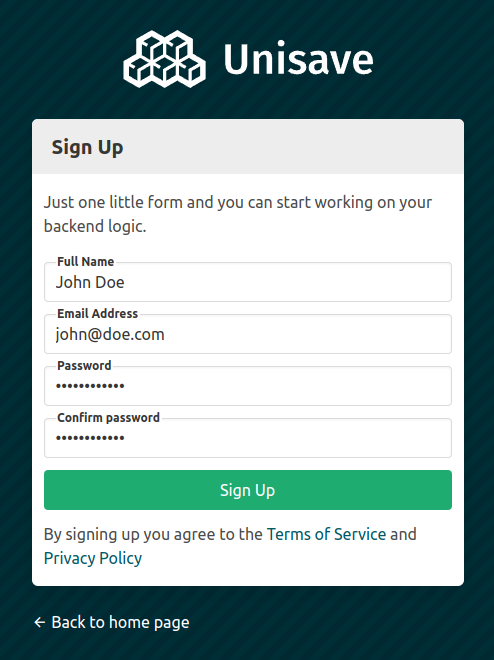 Unisave
Sign Up
Just one little form and you can start working on your
backend logic.
Full Name
John Doe
Email Address
john@doe.com
Password
••••••••••••
Confirm password
••••••••••••
Sign Up
By signing up you agree to the Terms of Service and
Privacy Policy
← Back to home page